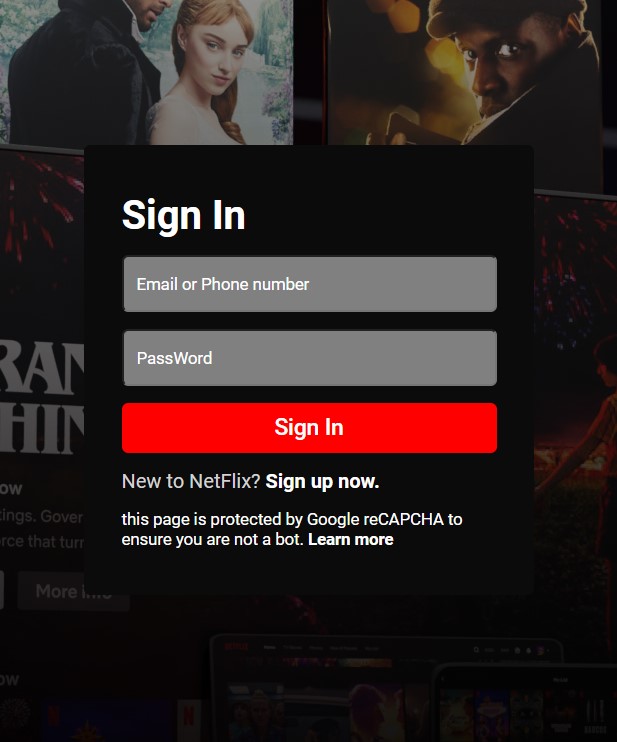 Sign In
Email or Phone number
PassWord
Sign In
New to NetFlix? Sign up now.
this page is protected by Google reCAPCHA to
ensure you are not a bot. Learn more
RAN
HIN
ow
tings. Gover
rce that turn
More Info
ow
N